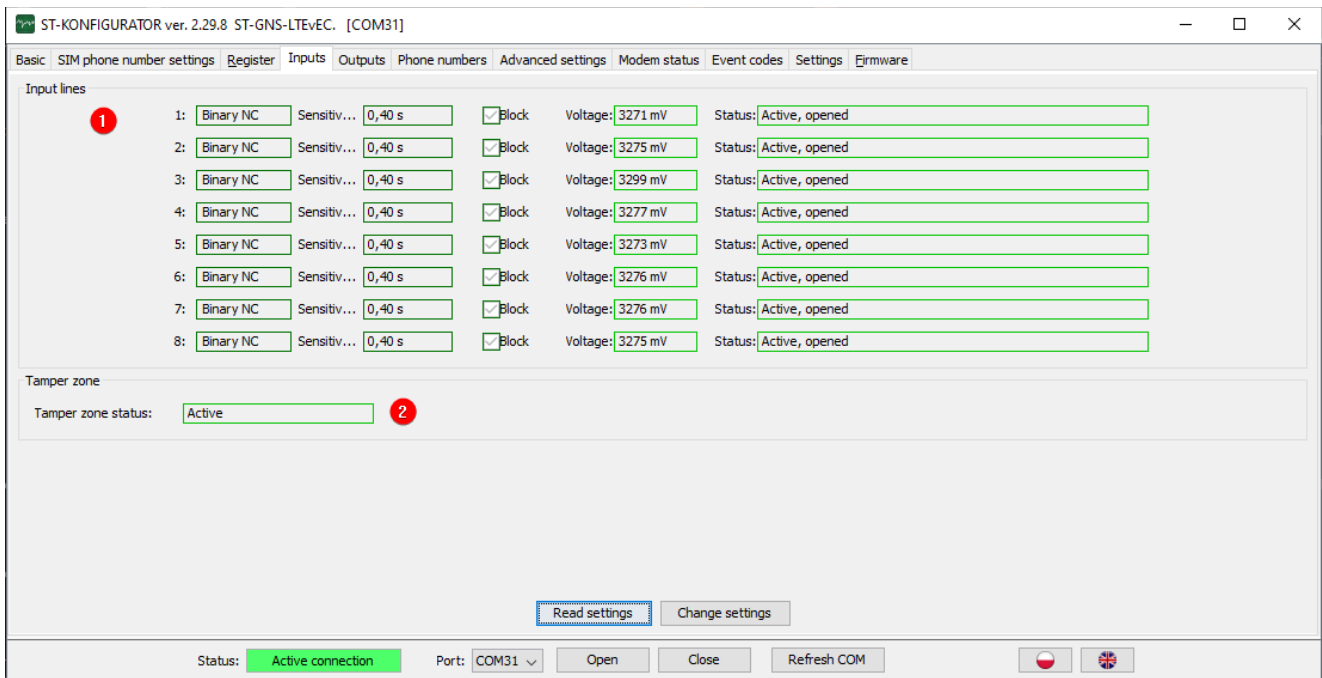 ST-KONFIGURATOR ver. 2.29.8 ST-GNS-LTEvEC. [COM31]
Basic SIM phone number settings Register Inputs Outputs Phone numbers Advanced settings Modem status Event codes Settings Firmware
Input lines
1
1: Binary NC Sensitiv... 0,40 s Block Voltage: 3271 mV Status: Active, opened
2: Binary NC Sensitiv... 0,40 s Block Voltage: 3275 mV Status: Active, opened
3: Binary NC Sensitiv... 0,40 s Block Voltage: 3299 mV Status: Active, opened
4: Binary NC Sensitiv... 0,40 s Block Voltage: 3277 mV Status: Active, opened
5: Binary NC Sensitiv... 0,40 s Block Voltage: 3273 mV Status: Active, opened
6: Binary NC Sensitiv... 0,40 s Block Voltage: 3276 mV Status: Active, opened
7: Binary NC Sensitiv... 0,40 s Block Voltage: 3276 mV Status: Active, opened
8: Binary NC Sensitiv... 0,40 s Block Voltage: 3275 mV Status: Active, opened
Tamper zone
Tamper zone status: Active 2
Read settings Change settings
Status: Active connection Port: COM31 Open Close Refresh COM